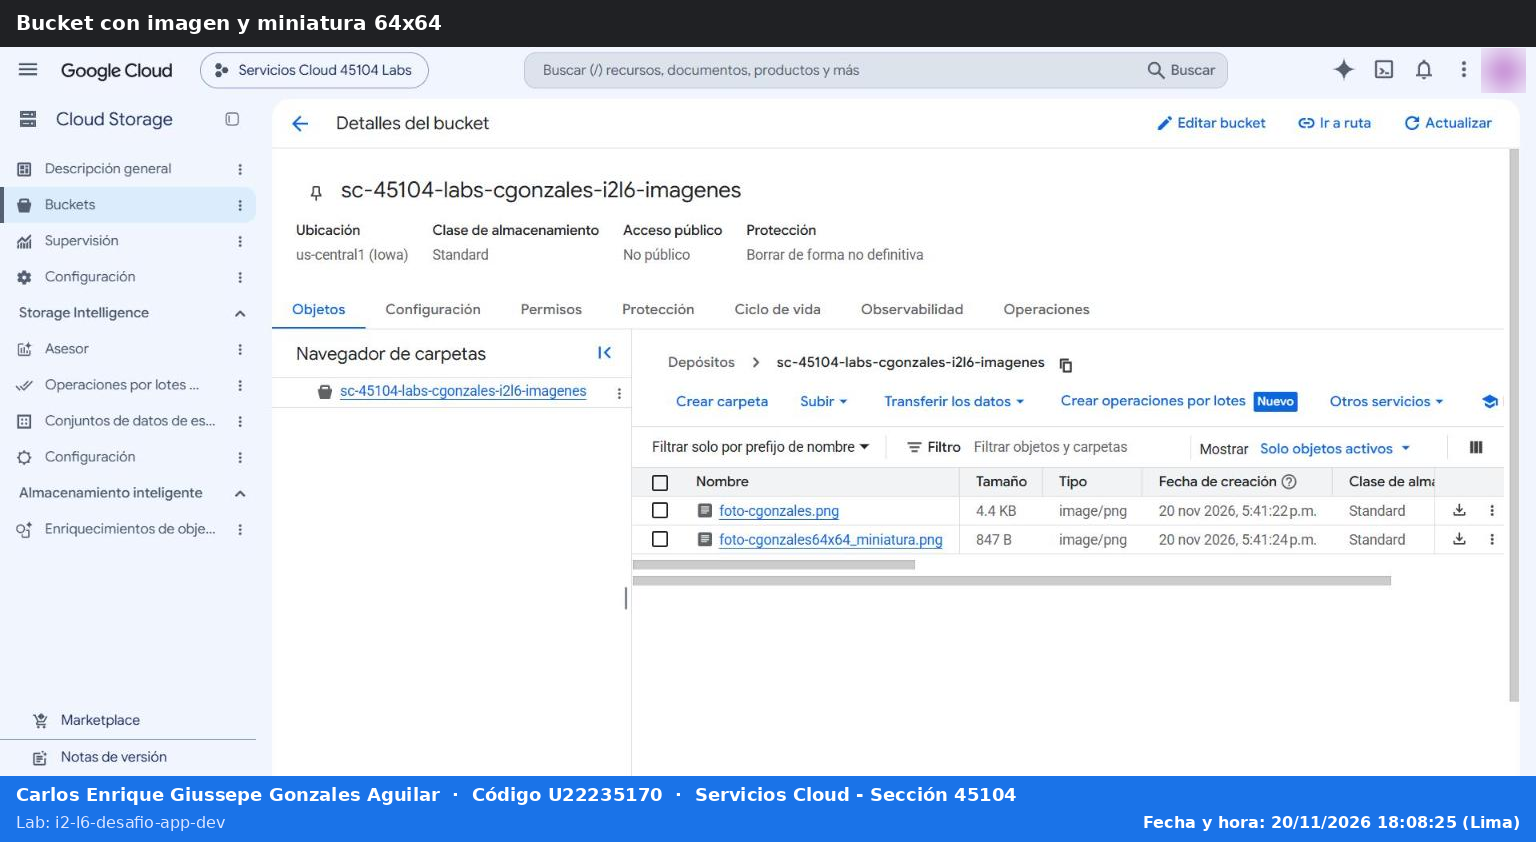 Bucket con imagen y miniatura 64x64
Google Cloud
Servicios Cloud 45104 Labs
Buscar (/) recursos, documentos, productos y más
Buscar
Cloud Storage
Descripción general
Buckets
Supervisión
Configuración
Storage Intelligence
Asesor
Operaciones por lotes ...
Conjuntos de datos de es...
Configuración
Almacenamiento inteligente
Enriquecimientos de obje...
Marketplace
Notas de versión
Detalles del bucket
Editar bucket
Ir a ruta
Actualizar
sc-45104-labs-cgonzales-i2l6-imagenes
Ubicación Clase de almacenamiento Acceso público Protección
us-central1 (Iowa) Standard No público Borrar de forma no definitiva
Objetos Configuración Permisos Protección Ciclo de vida Observabilidad Operaciones
Navegador de carpetas
sc-45104-labs-cgonzales-i2l6-imagenes
Depósitos > sc-45104-labs-cgonzales-i2l6-imagenes
Crear carpeta Subir Transferir los datos Crear operaciones por lotes Nuevo Otros servicios
Filtrar solo por prefijo de nombre Filtro Filtrar objetos y carpetas Mostrar Solo objetos activos
Nombre Tamaño Tipo Fecha de creación Clase de alma
foto-cgonzales.png 4.4 KB image/png 20 nov 2026, 5:41:22 p.m. Standard
foto-cgonzales64x64_miniatura.png 847 B image/png 20 nov 2026, 5:41:24 p.m. Standard
Carlos Enrique Giussepe Gonzales Aguilar · Código U22235170 · Servicios Cloud - Sección 45104
Lab: i2-l6-desafio-app-dev
Fecha y hora: 20/11/2026 18:08:25 (Lima)